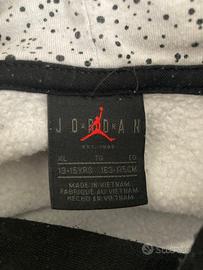 JORDAN
EST. 1985
XL TG EG
13-15YRS 163-175CM
MADE IN VIETNAM
FABRIQUÉ AU VIETNAM
HECHO EN VIETNAM
subito